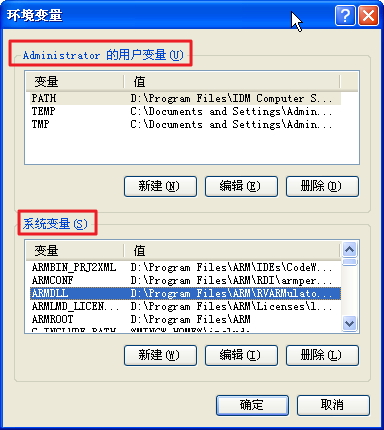 环境变量
Administrator 的用户变量(U)
变量 值
PATH D:\Program Files\IDM Computer S...
TEMP C:\Documents and Settings\Admin...
TMP C:\Documents and Settings\Admin...
新建(N) 编辑(E) 删除(D)
系统变量(S)
变量 值
ARMBIN_PRJ2XML D:\Program Files\ARM\IDEs\CodeW...
ARMCONF D:\Program Files\ARM\RDI\armper...
ARMDLL D:\Program Files\ARM\RVARMulato...
ARMLMD_LICEN... D:\Program Files\ARM\Licenses\l...
ARMROOT D:\Program Files\ARM
C_INCLUDE_PATH %MINGW_HOME%\include
新建(W) 编辑(I) 删除(L)
确定 取消